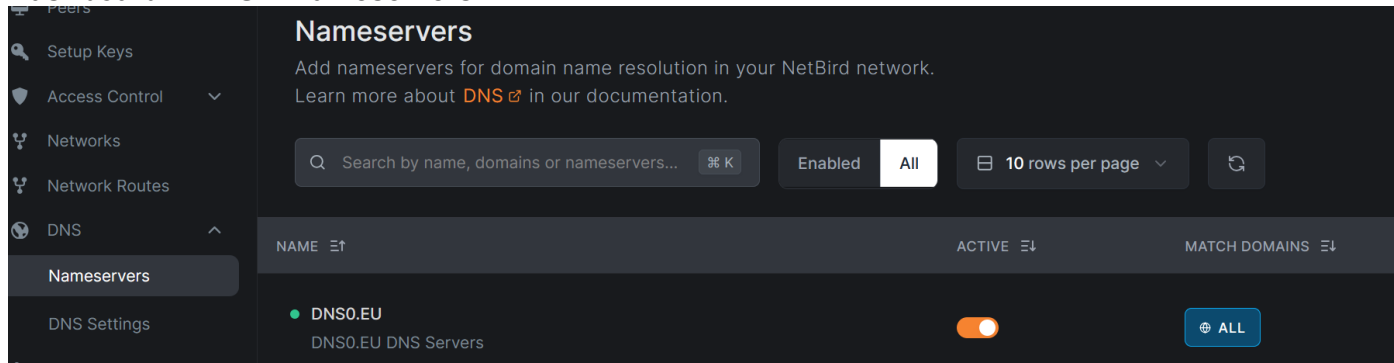 Peers
Setup Keys
Access Control
Networks
Network Routes
DNS
Nameservers
DNS Settings
Nameservers
Add nameservers for domain name resolution in your NetBird network.
Learn more about DNS in our documentation.
Search by name, domains or nameservers... ⌘ K
Enabled All
10 rows per page
NAME ACTIVE MATCH DOMAINS
DNS0.EU ALL
DNS0.EU DNS Servers